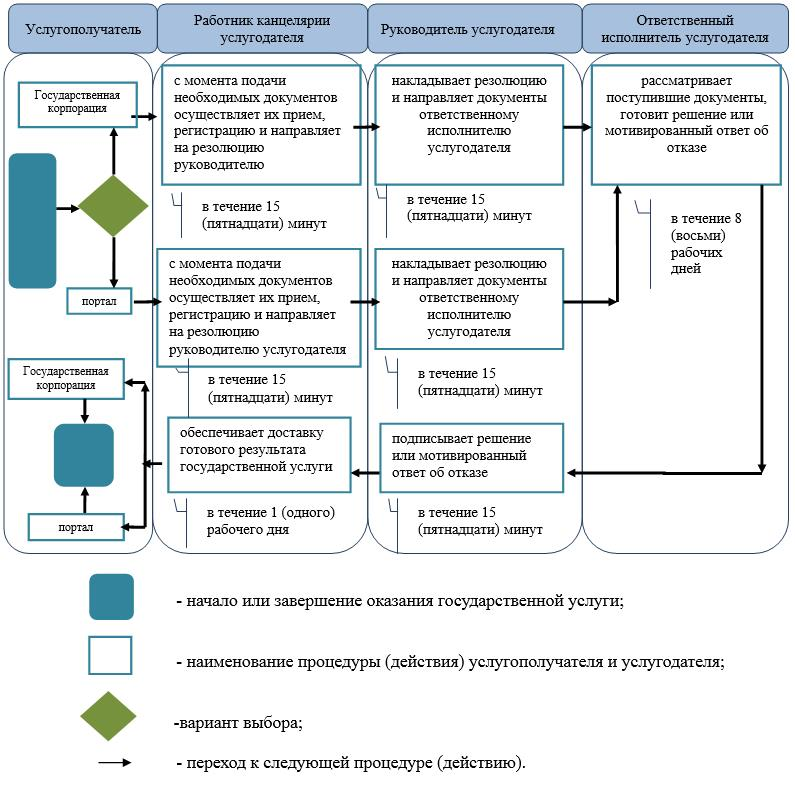 Услугополучатель
Работник канцелярии
услугодателя
Руководитель услугодателя
Ответственный
исполнитель услугодателя
Государственная
корпорация
с момента подачи
необходимых документов
осуществляет их прием,
регистрацию и направляет
на резолюцию
руководителю
накладывает резолюцию
и направляет документы
ответственному
исполнителю
услугодателя
рассматривает
поступившие документы,
готовит решение или
мотивированный ответ об
отказе
в течение 15
(пятнадцати) минут
в течение 15
(пятнадцати) минут
в течение 8
(восьми)
рабочих
дней
портал
с момента подачи
необходимых документов
осуществляет их прием,
регистрацию и направляет
на резолюцию
руководителю услугодателя
накладывает резолюцию
и направляет документы
ответственному
исполнителю
услугодателя
в течение 15
(пятнадцати) минут
в течение 15
(пятнадцати) минут
Государственная
корпорация
обеспечивает доставку
готового результата
государственной услуги
подписывает решение
или мотивированный
ответ об отказе
портал
в течение 1 (одного)
рабочего дня
в течение 15
(пятнадцати) минут
- начало или завершение оказания государственной услуги;
- наименование процедуры (действия) услугополучателя и услугодателя;
-вариант выбора;
- переход к следующей процедуре (действию).